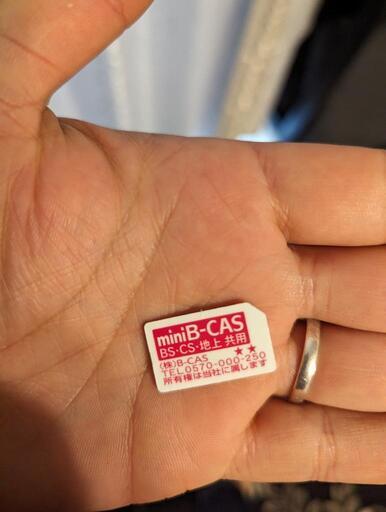 miniB-CAS
BS・CS・地上 共用
★★
(株)B-CAS
TEL0570-000-250
所有権は当社に属します